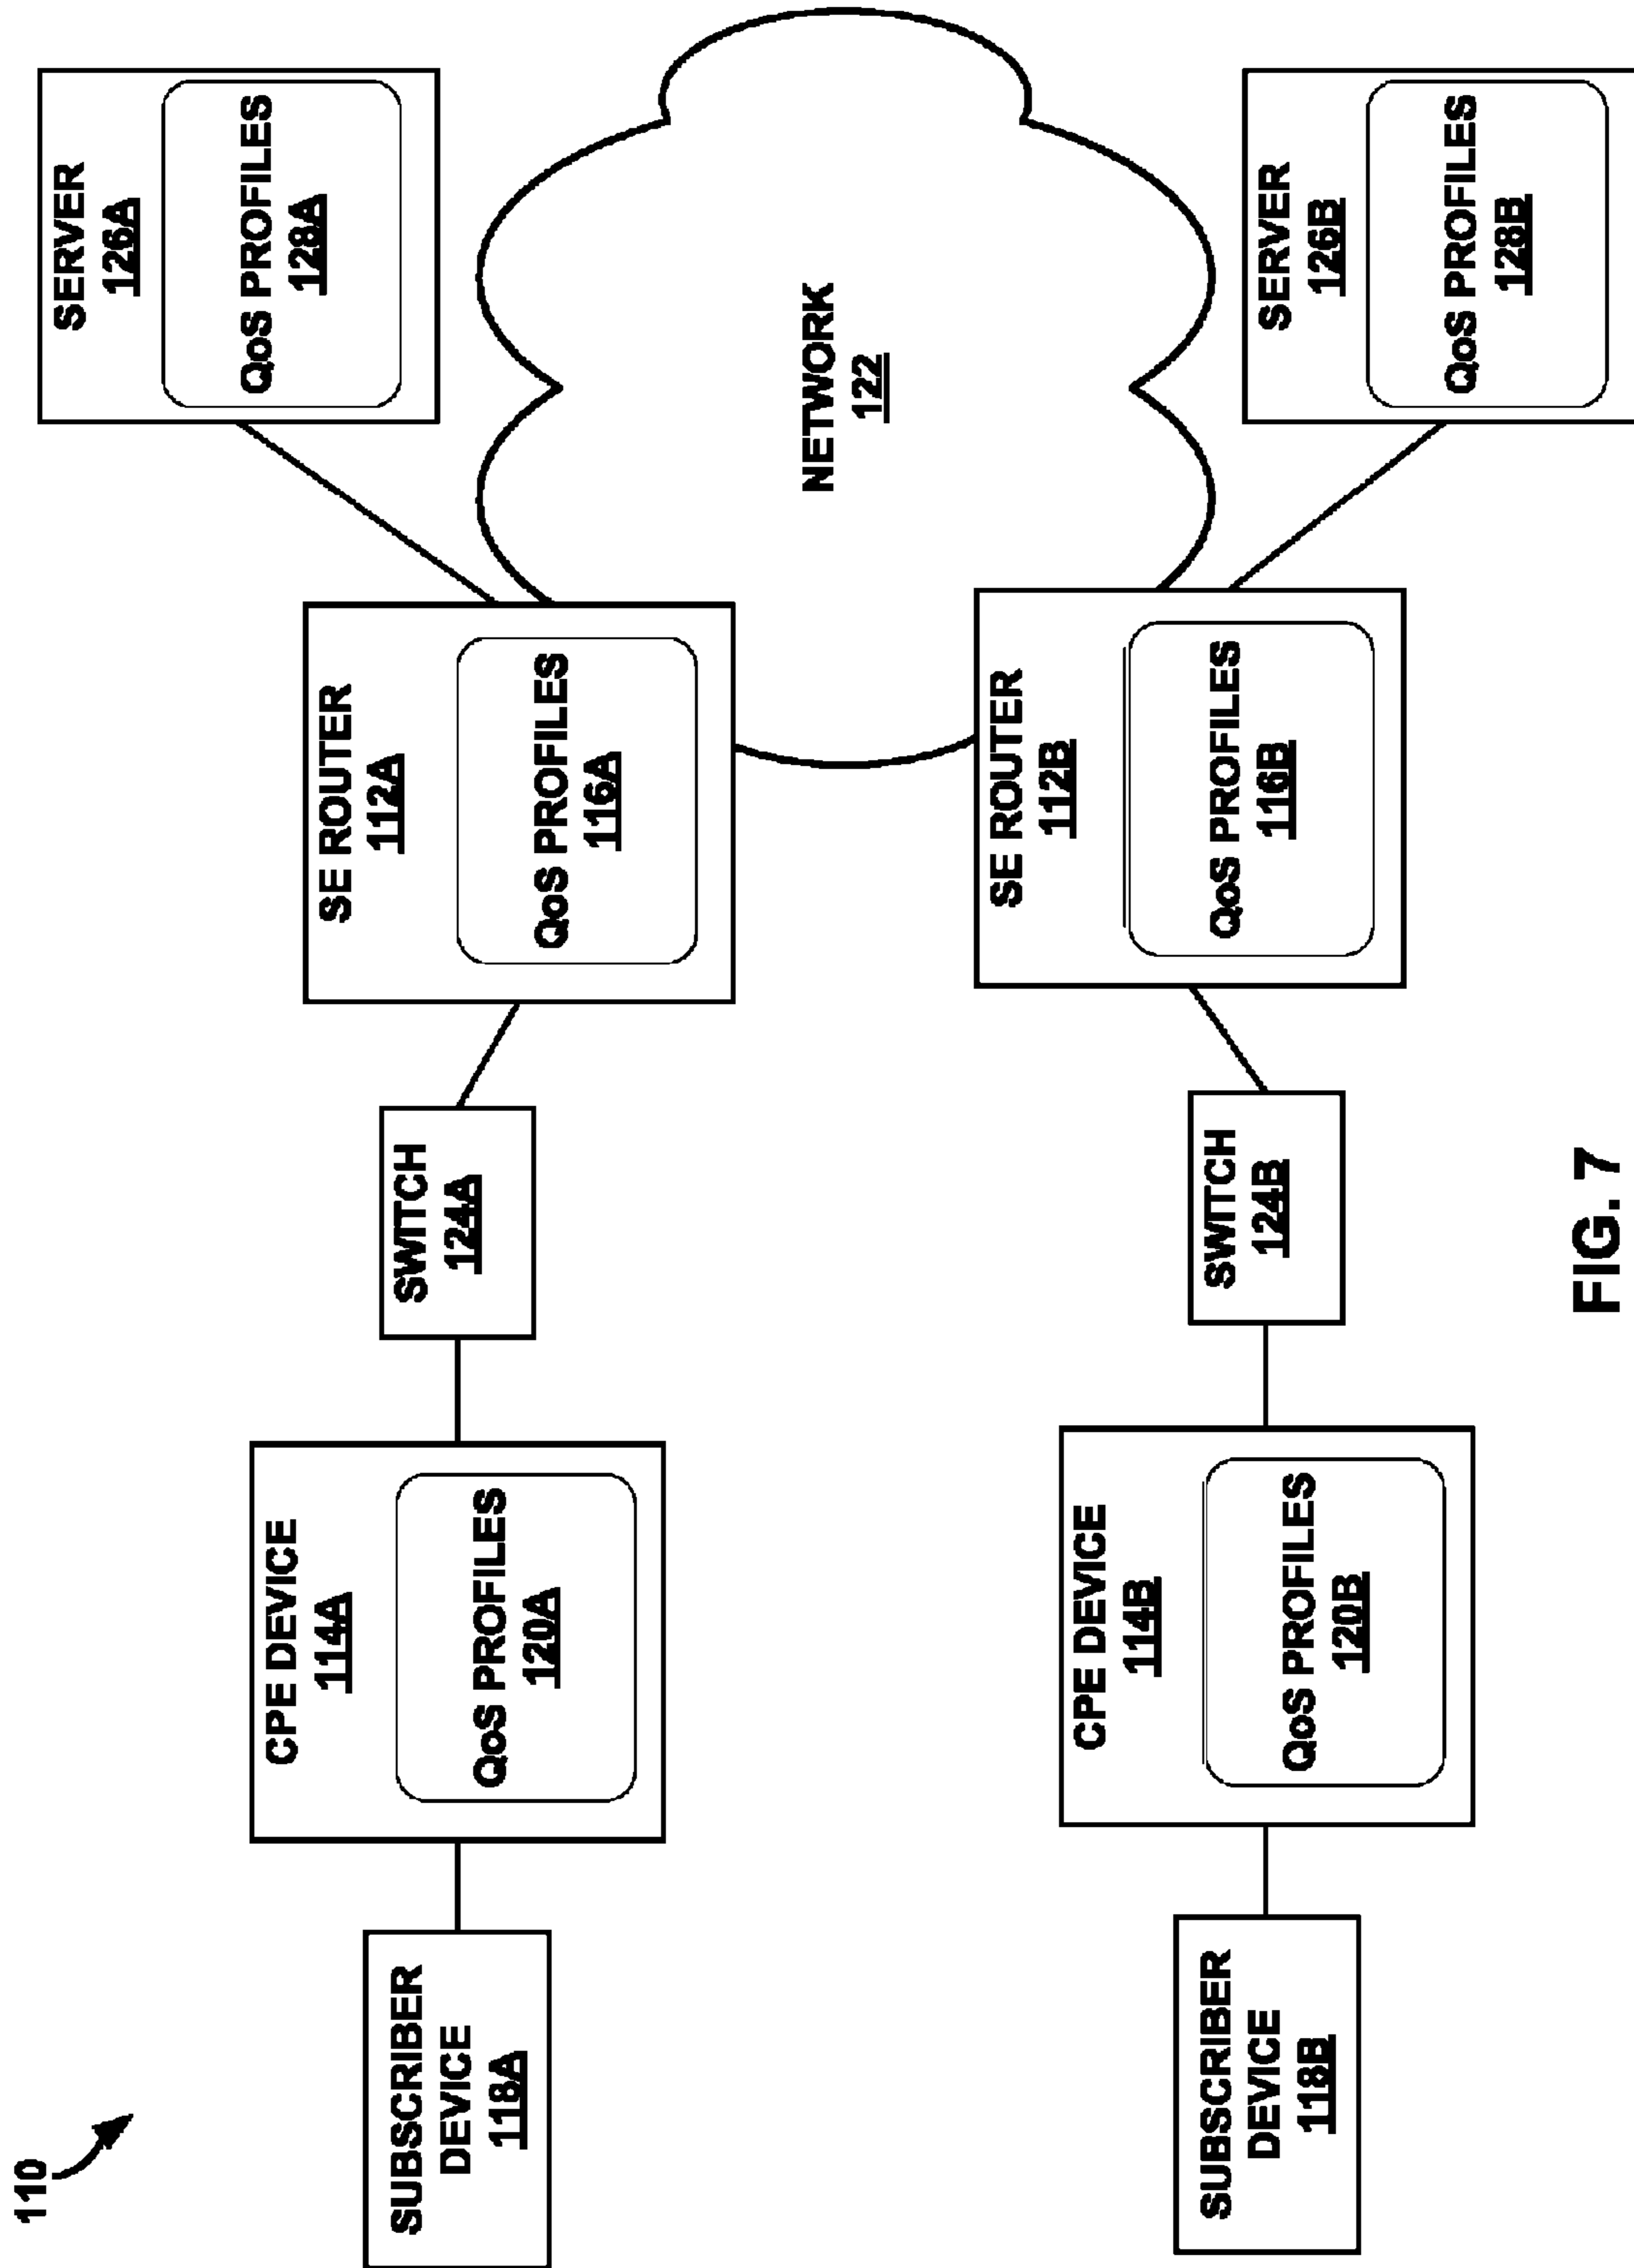 110
SUBSCRIBER
DEVICE
118A
CPE DEVICE
114A
QoS PROFILES
120A
SWITCH
124A
SE ROUTER
112A
QoS PROFILES
116A
SERVER
126A
QoS PROFILES
128A
NETWORK
122
SUBSCRIBER
DEVICE
118B
CPE DEVICE
114B
QoS PROFILES
120B
SWITCH
124B
SE ROUTER
112B
QoS PROFILES
116B
SERVER
126B
QoS PROFILES
128B
FIG. 7